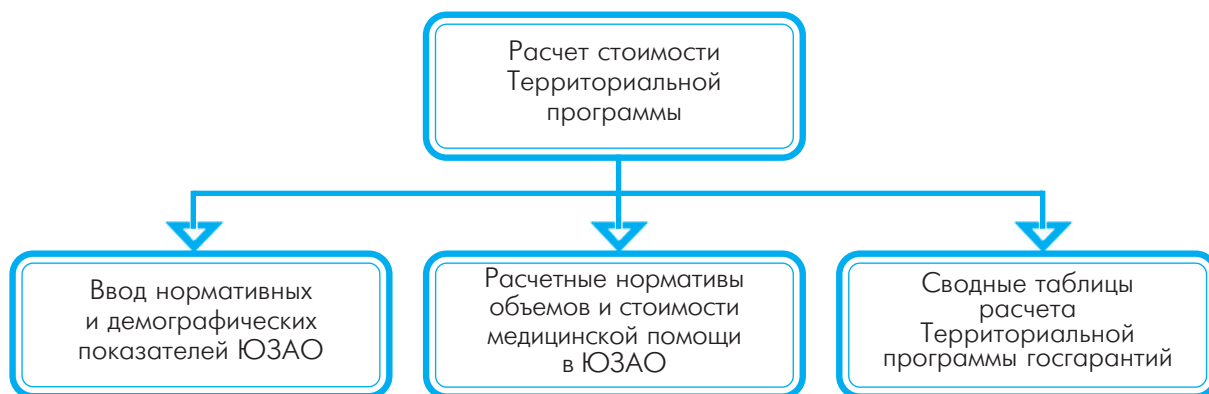 Расчет стоимости
Территориальной
программы
Ввод нормативных
и демографических
показателей ЮЗАО
Расчетные нормативы
объемов и стоимости
медицинской помощи
в ЮЗАО
Сводные таблицы
расчета
Территориальной
программы госгарантий